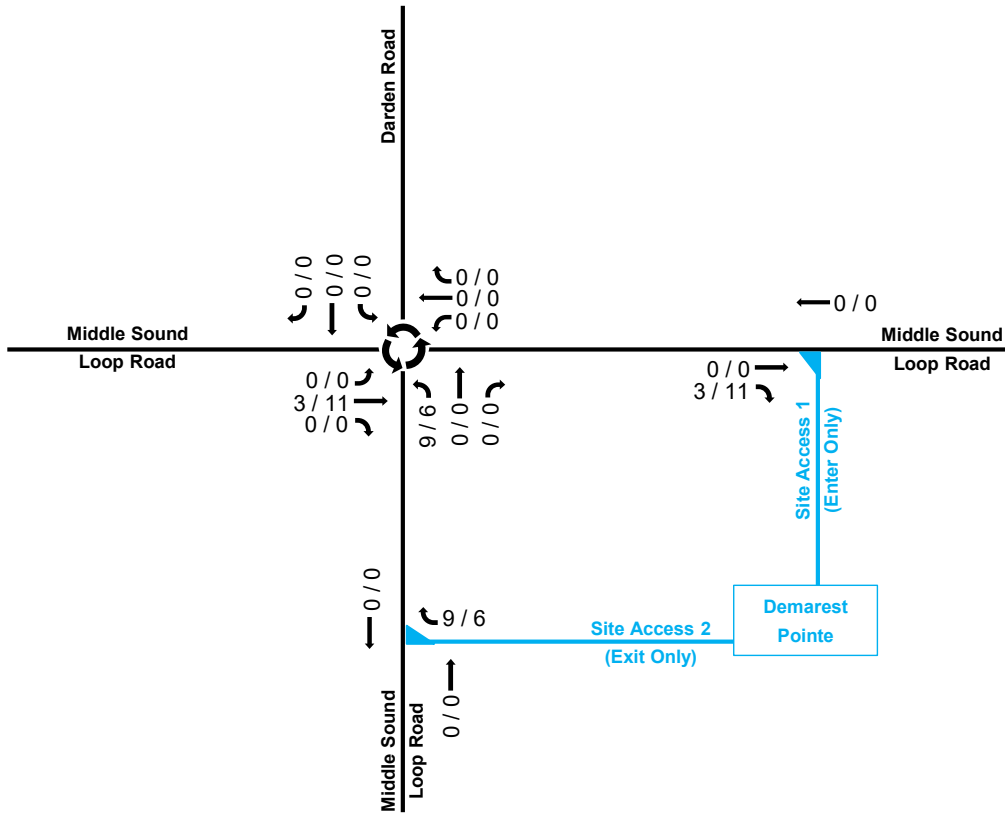 Darden Road
0 / 0
0 / 0
0 / 0
0 / 0
0 / 0
0 / 0
0 / 0
Middle Sound
Loop Road
Middle Sound
Loop Road
0 / 0
3 / 11
0 / 0
9 / 6
0 / 0
0 / 0
0 / 0
3 / 11
Site Access 1
(Enter Only)
0 / 0
9 / 6
Site Access 2
(Exit Only)
Demarest
Pointe
0 / 0
Middle Sound
Loop Road